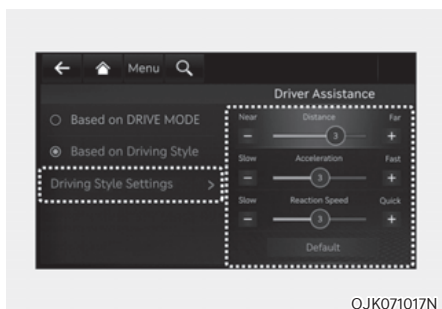 Menu
Driver Assistance
Based on DRIVE MODE
Based on Driving Style
Driving Style Settings >
Near Distance Far
- 3 +
Slow Acceleration Fast
- 3 +
Slow Reaction Speed Quick
- 3 +
Default
OJK071017N